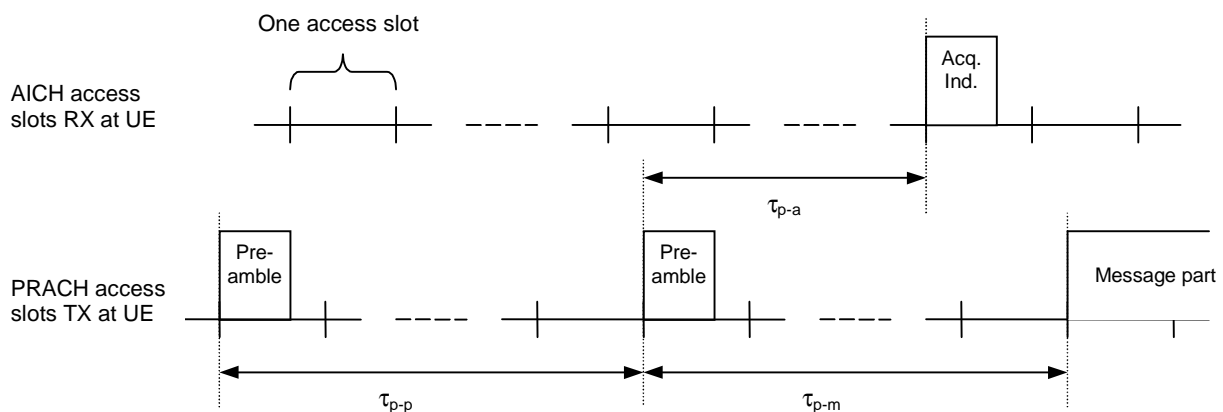 One access slot
Acq.
Ind.
AICH access
slots RX at UE
τp-a
Pre-
amble
Pre-
amble
Message part
PRACH access
slots TX at UE
τp-p
τp-m